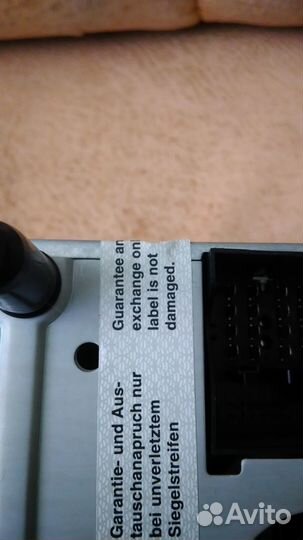 Guarantee an
exchange on
label is not
damaged.
Garantie- und Aus-
tauschanapruch nur
bei unverletztem
Siegelstreifen
Avito